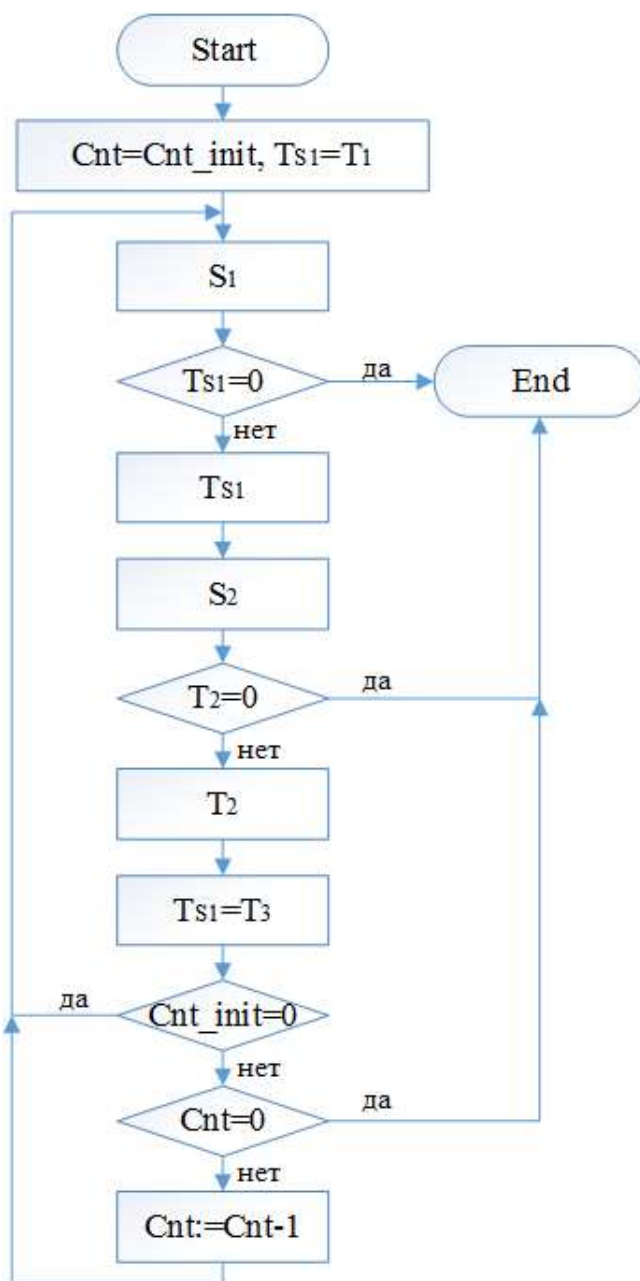 Start
Cnt=Cnt_init, Ts1=T1
S1
Ts1=0
да
End
нет
Ts1
S2
T2=0
да
нет
T2
Ts1=T3
да
Cnt_init=0
нет
Cnt=0
да
нет
Cnt:=Cnt-1